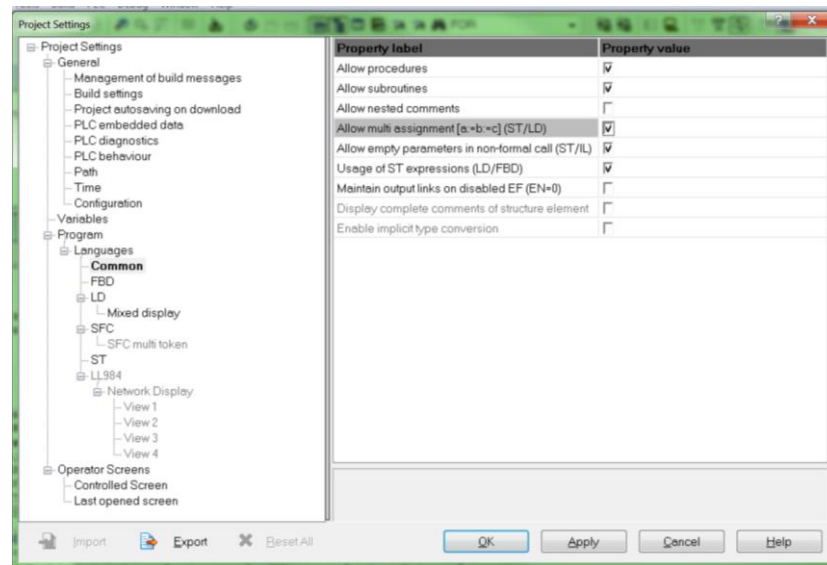 Project Settings
FOR
Project Settings
General
Management of build messages
Build settings
Project autosaving on download
PLC embedded data
PLC diagnostics
PLC behaviour
Path
Time
Configuration
Variables
Program
Languages
Common
FBD
LD
Mixed display
SFC
SFC multi token
ST
LL984
Network Display
View 1
View 2
View 3
View 4
Operator Screens
Controlled Screen
Last opened screen
Property label Property value
Allow procedures
Allow subroutines
Allow nested comments
Allow multi assignment [a:=b:=c] (ST/LD)
Allow empty parameters in non-formal call (ST/IL)
Usage of ST expressions (LD/FBD)
Maintain output links on disabled EF (EN=0)
Display complete comments of structure element
Enable implicit type conversion
Import Export Reset All OK Apply Cancel Help